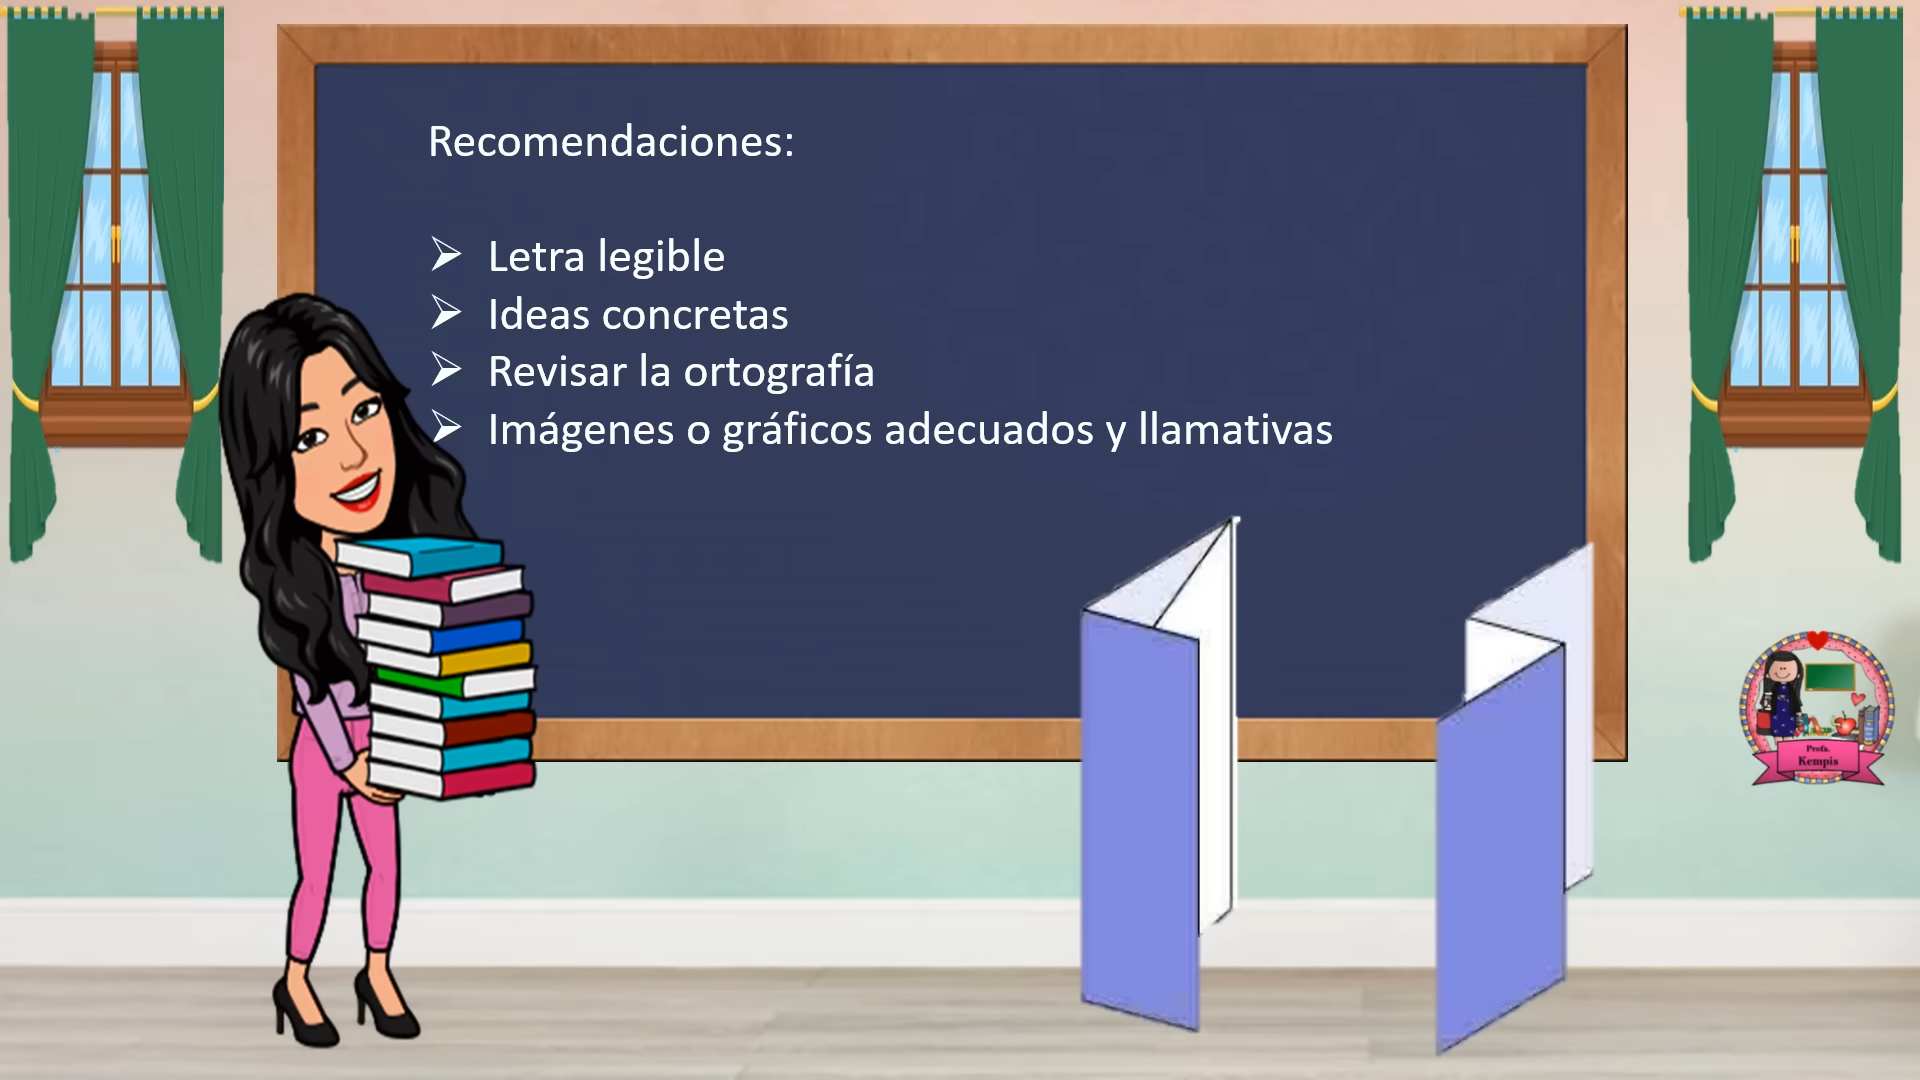 Recomendaciones:
➢ Letra legible
➢ Ideas concretas
➢ Revisar la ortografía
➢ Imágenes o gráficos adecuados y llamativas
Profa.
Kempis